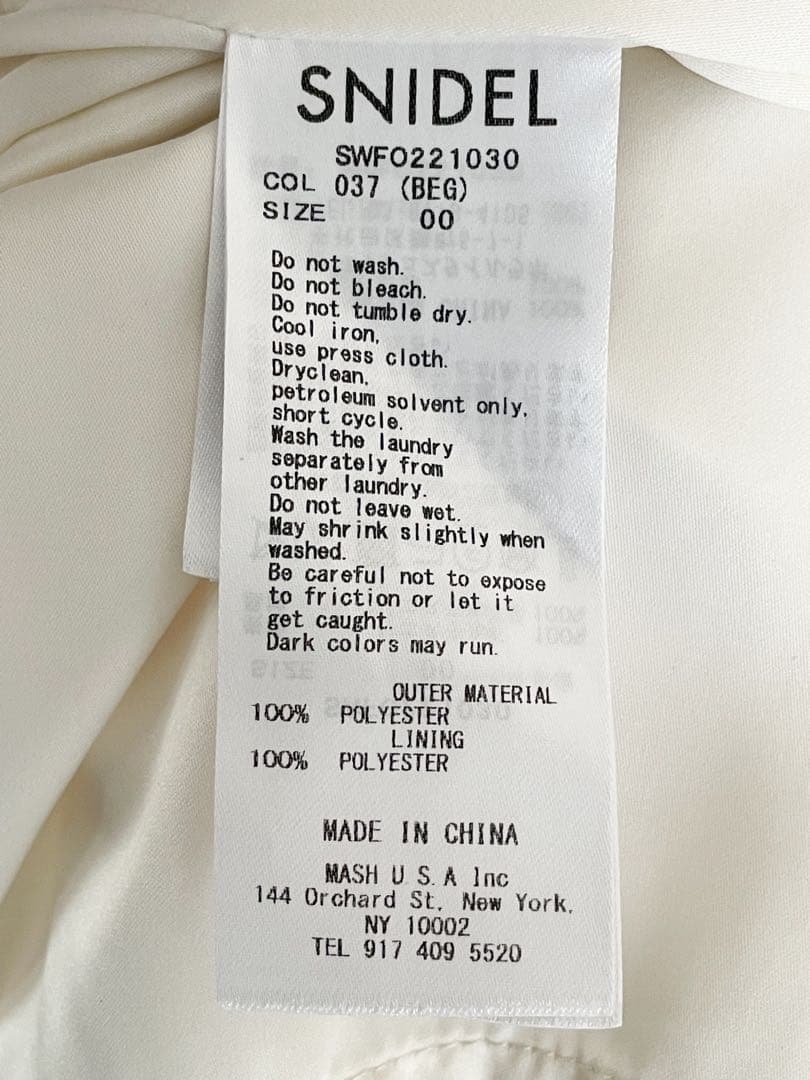 SNIDEL
SWFO221030
COL 037 (BEG)
SIZE 00
Do not wash.
Do not bleach.
Do not tumble dry.
Cool iron,
use press cloth.
Dryclean,
petroleum solvent only,
short cycle.
Wash the laundry
separately from
other laundry.
Do not leave wet.
May shrink slightly when
washed.
Be careful not to expose
to friction or let it
get caught.
Dark colors may run.
OUTER MATERIAL
100% POLYESTER
LINING
100% POLYESTER
MADE IN CHINA
MASH U.S.A Inc
144 Orchard St, New York,
NY 10002
TEL 917 409 5520